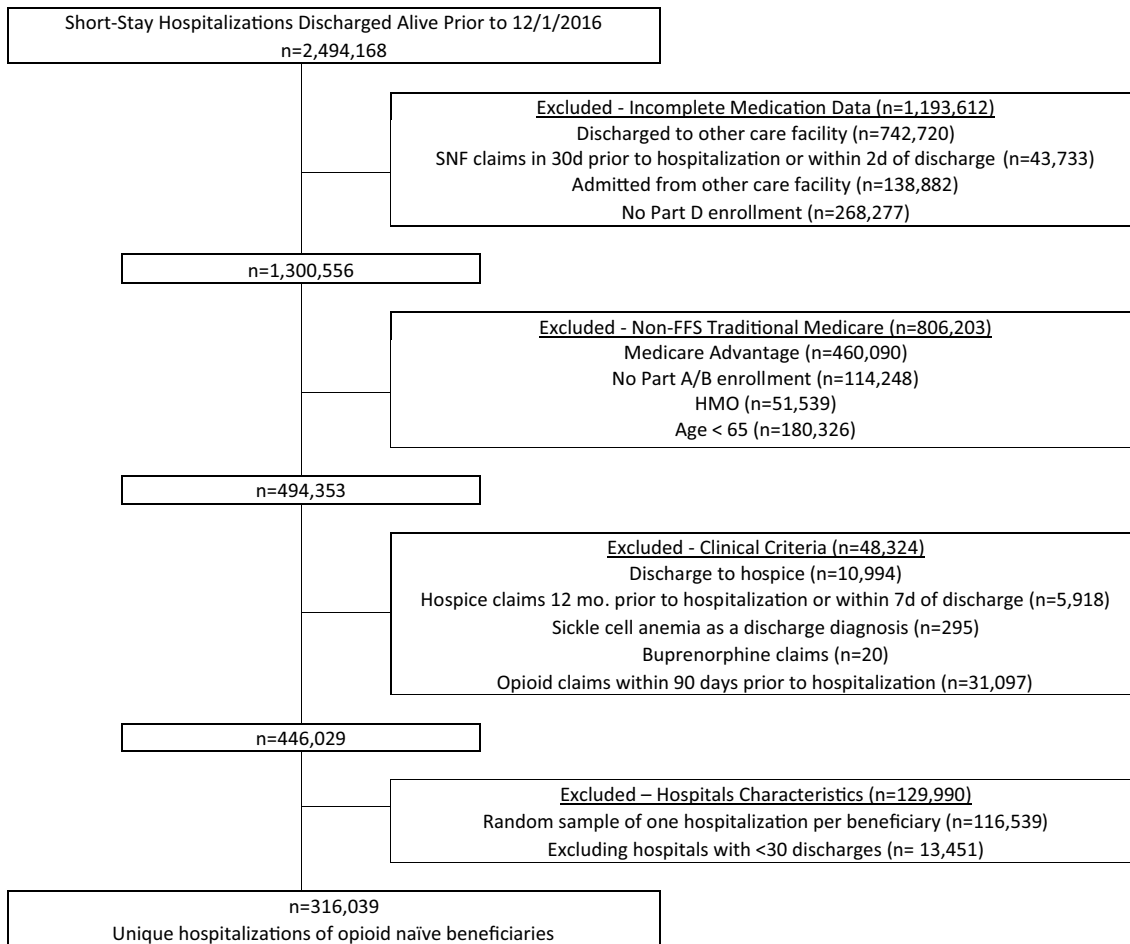 Short-Stay Hospitalizations Discharged Alive Prior to 12/1/2016
n=2,494,168
Excluded - Incomplete Medication Data (n=1,193,612)
Discharged to other care facility (n=742,720)
SNF claims in 30d prior to hospitalization or within 2d of discharge (n=43,733)
Admitted from other care facility (n=138,882)
No Part D enrollment (n=268,277)
n=1,300,556
Excluded - Non-FFS Traditional Medicare (n=806,203)
Medicare Advantage (n=460,090)
No Part A/B enrollment (n=114,248)
HMO (n=51,539)
Age < 65 (n=180,326)
n=494,353
Excluded - Clinical Criteria (n=48,324)
Discharge to hospice (n=10,994)
Hospice claims 12 mo. prior to hospitalization or within 7d of discharge (n=5,918)
Sickle cell anemia as a discharge diagnosis (n=295)
Buprenorphine claims (n=20)
Opioid claims within 90 days prior to hospitalization (n=31,097)
n=446,029
Excluded – Hospitals Characteristics (n=129,990)
Random sample of one hospitalization per beneficiary (n=116,539)
Excluding hospitals with <30 discharges (n= 13,451)
n=316,039
Unique hospitalizations of opioid naïve beneficiaries